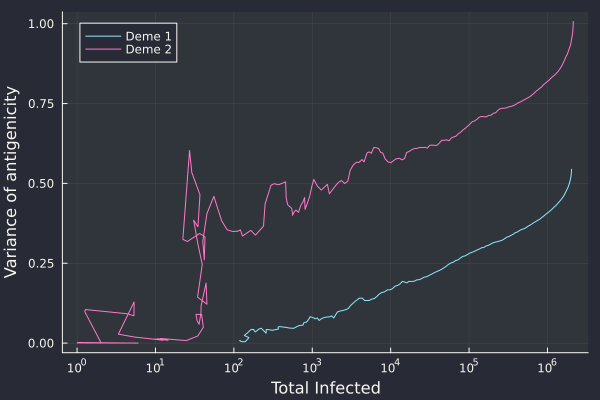 Variance of antigenicity
1.00
0.75
0.50
0.25
0.00
Deme 1
Deme 2
10⁰ 10¹ 10² 10³ 10⁴ 10⁵ 10⁶
Total Infected